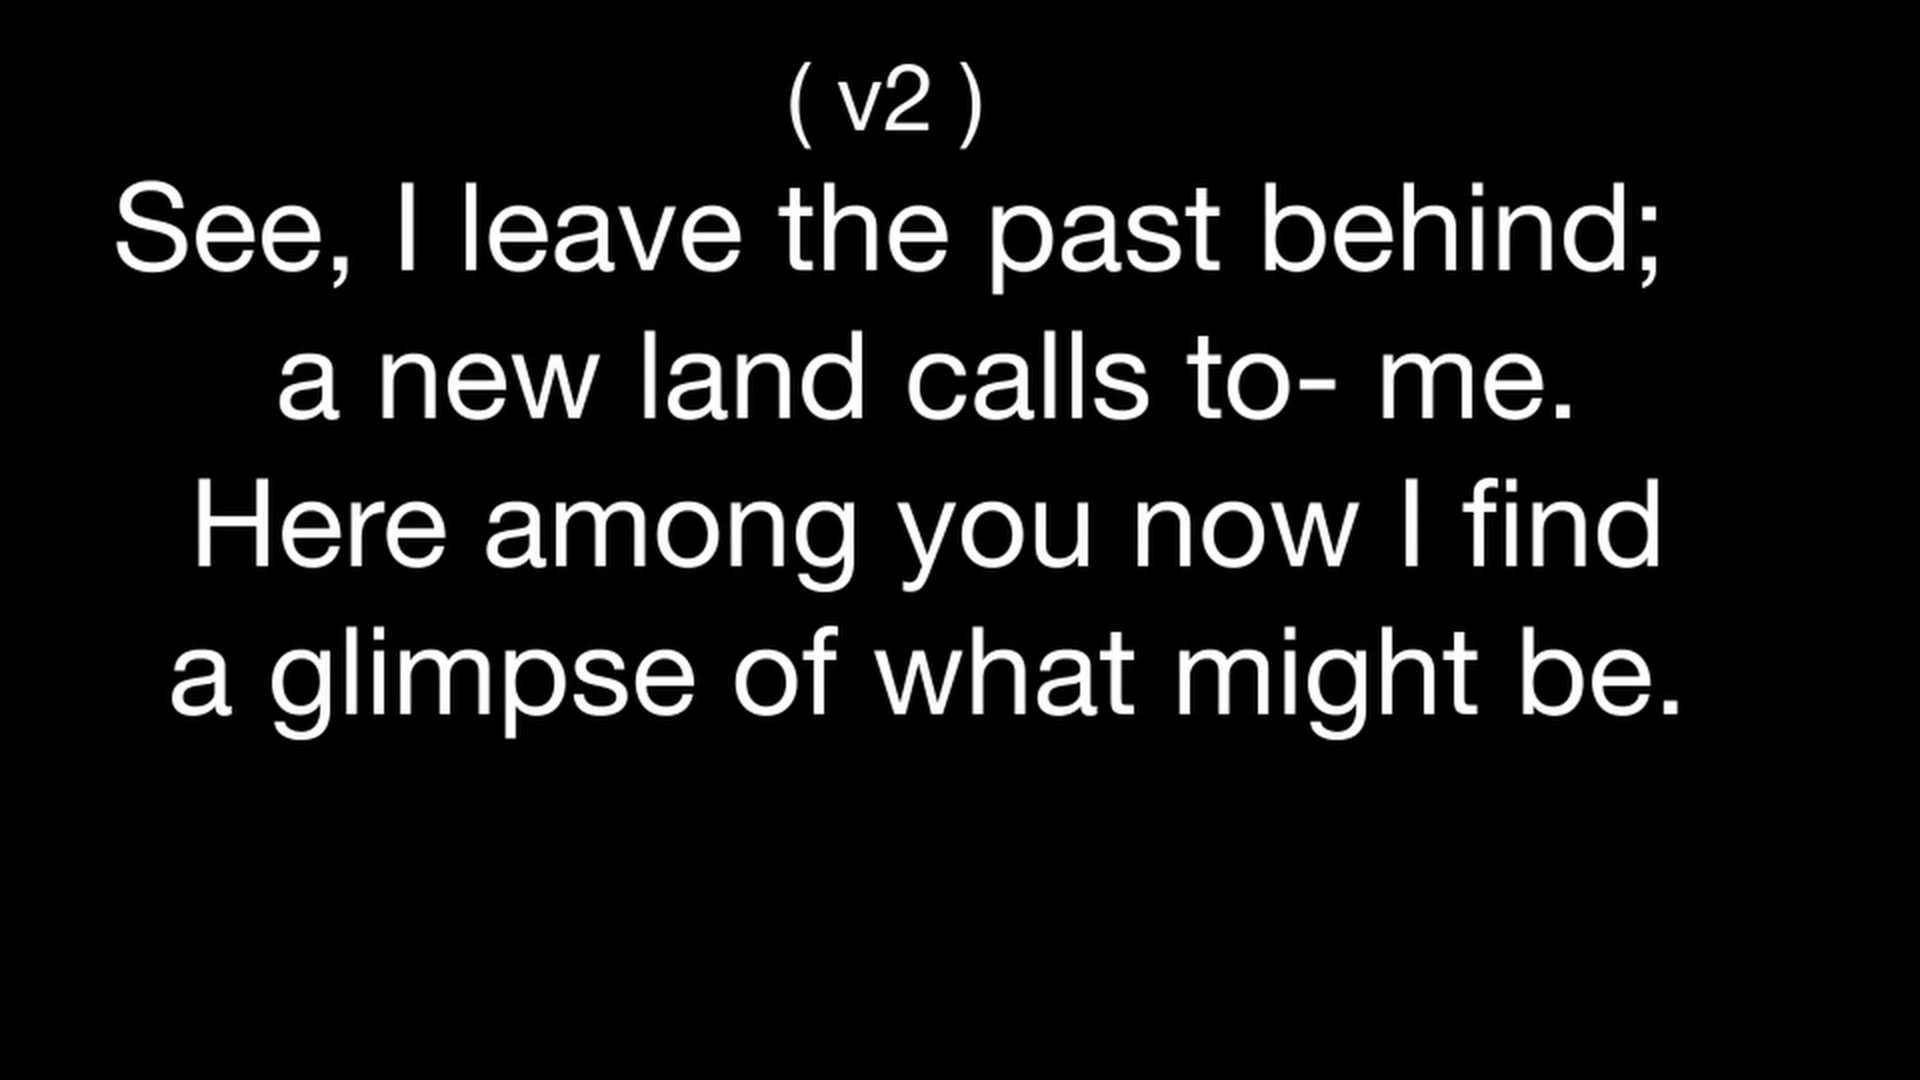 ( v2 )
See, I leave the past behind;
a new land calls to- me.
Here among you now I find
a glimpse of what might be.